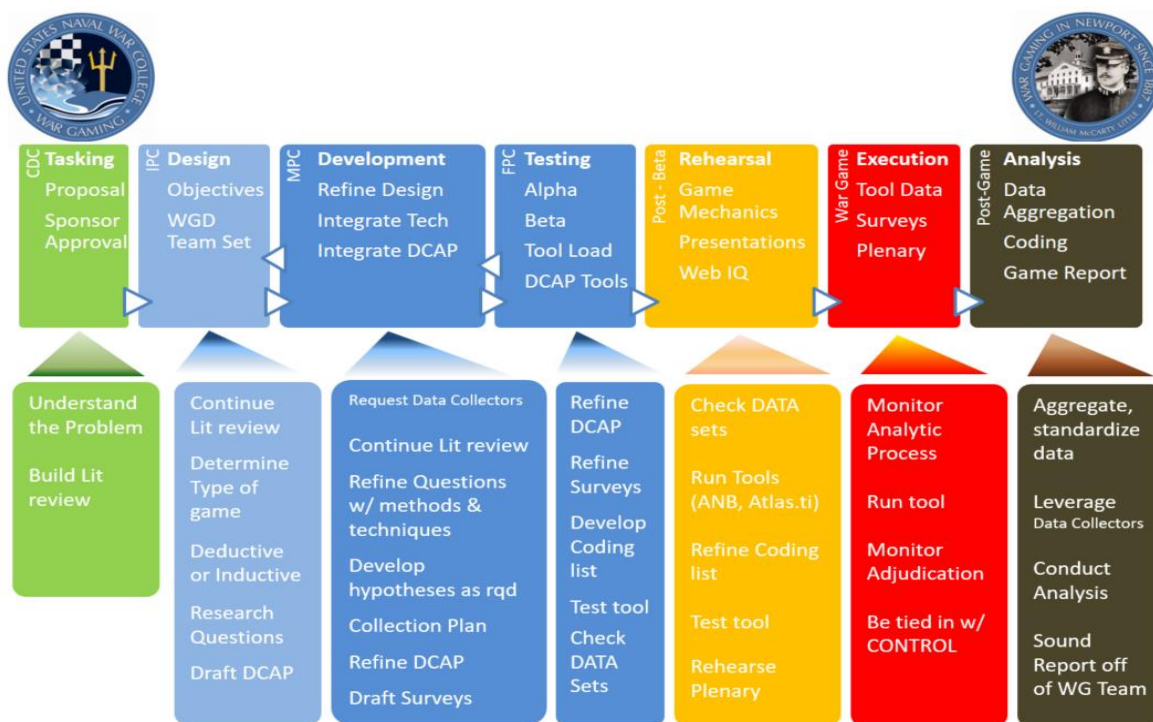 UNITED STATES NAVAL WAR COLLEGE
WAR GAMING
WAR GAMING IN NEWPORT SINCE 1887
LT. WILLIAM McCARTY LITTLE
CDC
Tasking
Proposal
Sponsor
Approval
IPC
Design
Objectives
WGD
Team Set
MPC
Development
Refine Design
Integrate Tech
Integrate DCAP
FPC
Testing
Alpha
Beta
Tool Load
DCAP Tools
Post - Beta
Rehearsal
Game
Mechanics
Presentations
Web IQ
War Game
Execution
Tool Data
Surveys
Plenary
Post-Game
Analysis
Data
Aggregation
Coding
Game Report
Understand
the Problem
Build Lit
review
Continue
Lit review
Determine
Type of
game
Deductive
or Inductive
Research
Questions
Draft DCAP
Request Data Collectors
Continue Lit review
Refine Questions
w/ methods &
techniques
Develop
hypotheses as rqd
Collection Plan
Refine DCAP
Draft Surveys
Refine
DCAP
Refine
Surveys
Develop
Coding
list
Test tool
Check
DATA
Sets
Check DATA
sets
Run Tools
(ANB, Atlas.ti)
Refine Coding
list
Test tool
Rehearse
Plenary
Monitor
Analytic
Process
Run tool
Monitor
Adjudication
Be tied in w/
CONTROL
Aggregate,
standardize
data
Leverage
Data Collectors
Conduct
Analysis
Sound
Report off
of WG Team